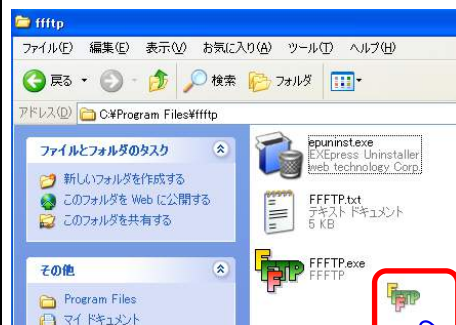 ffftp
ファイル(F) 編集(E) 表示(V) お気に入り(A) ツール(T) ヘルプ(H)
戻る 検索 フォルダ
アドレス(D) C:¥Program Files¥ffftp
ファイルとフォルダのタスク
新しいフォルダを作成する
このフォルダを Web に公開する
このフォルダを共有する
その他
Program Files
マイ ドキュメント
epuninst.exe
EXEpress Uninstaller
web technology Corp.
FFFTP.txt
テキスト ドキュメント
5 KB
FFFTP
FFFTP.exe
FFFTP
FFFTP